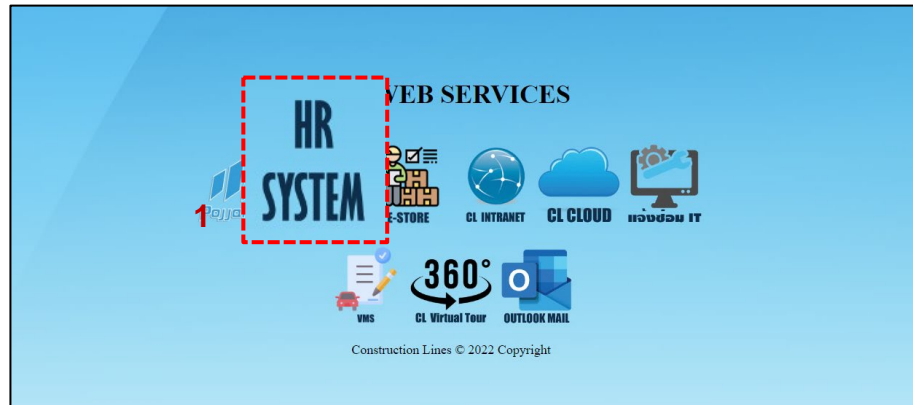 WEB SERVICES
HR
SYSTEM
1
E-STORE
CL INTRANET
CL CLOUD
แจ้งซ่อม IT
360°
VMS
CL Virtual Tour
OUTLOOK MAIL
Construction Lines © 2022 Copyright